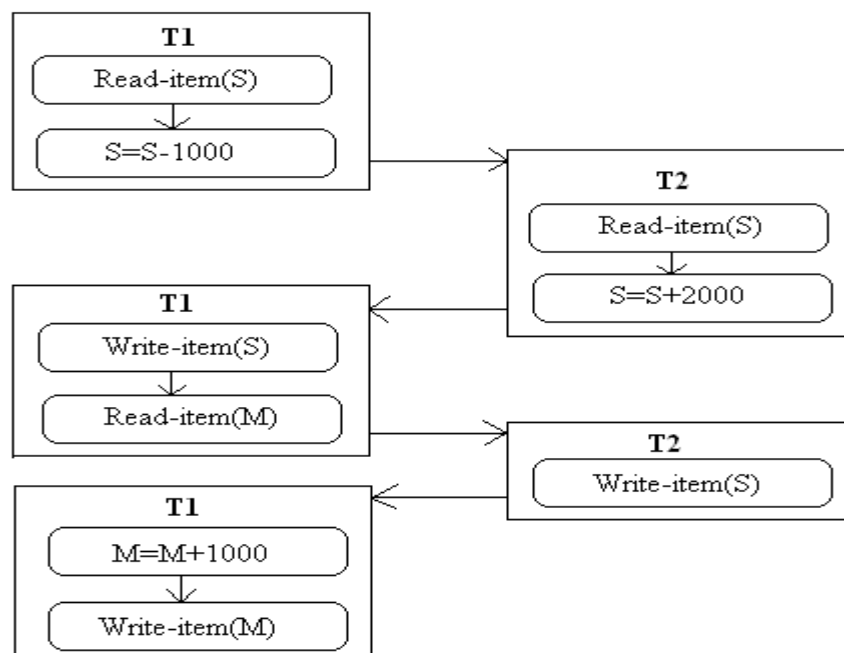 T1
Read-item(S)
S=S-1000
T2
Read-item(S)
S=S+2000
T1
Write-item(S)
Read-item(M)
T2
Write-item(S)
T1
M=M+1000
Write-item(M)